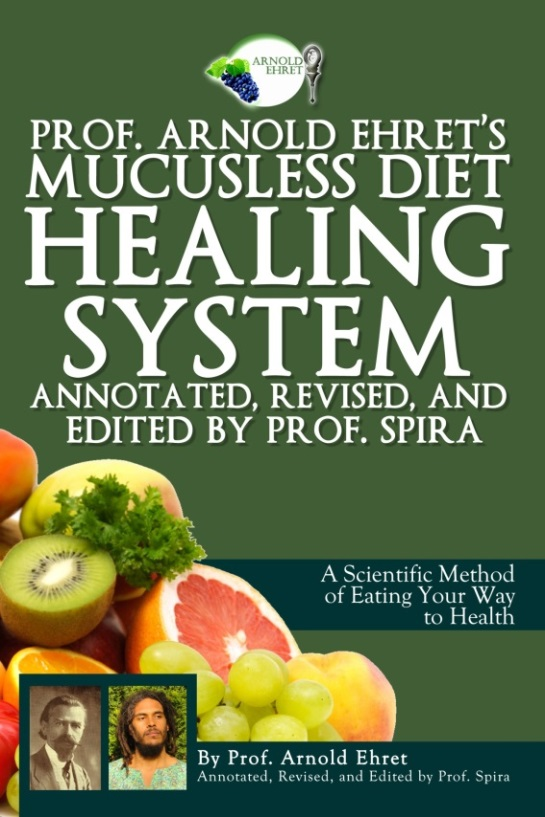 ARNOLD
EHRET
PROF. ARNOLD EHRET'S
MUCUSLESS DIET
HEALING
SYSTEM
ANNOTATED, REVISED, AND
EDITED BY PROF. SPIRA
A Scientific Method
of Eating Your Way
to Health
By Prof. Arnold Ehret
Annotated, Revised, and Edited by Prof. Spira